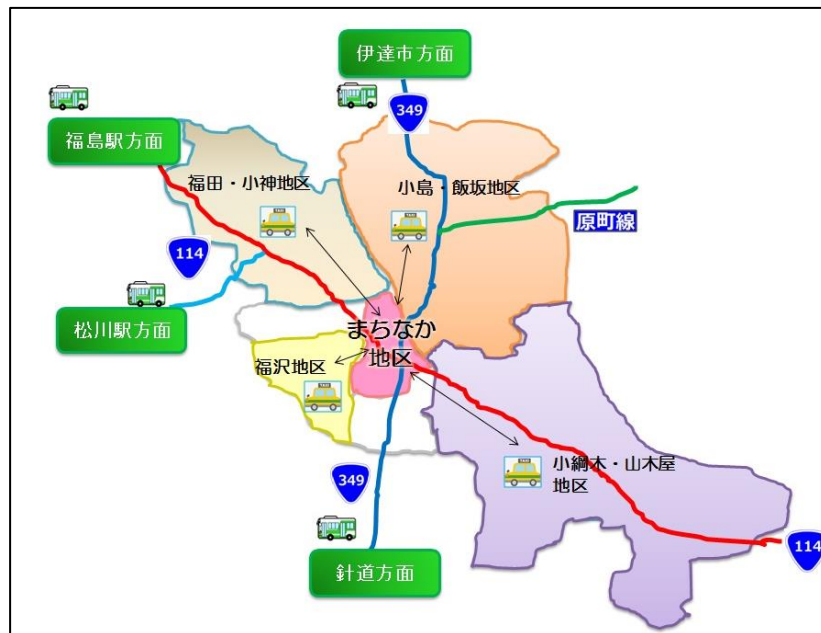 伊達市方面
349
福島駅方面
福田・小神地区
小島・飯坂地区
原町線
114
松川駅方面
まちなか
地区
福沢地区
小綱木・山木屋
地区
349
114
針道方面